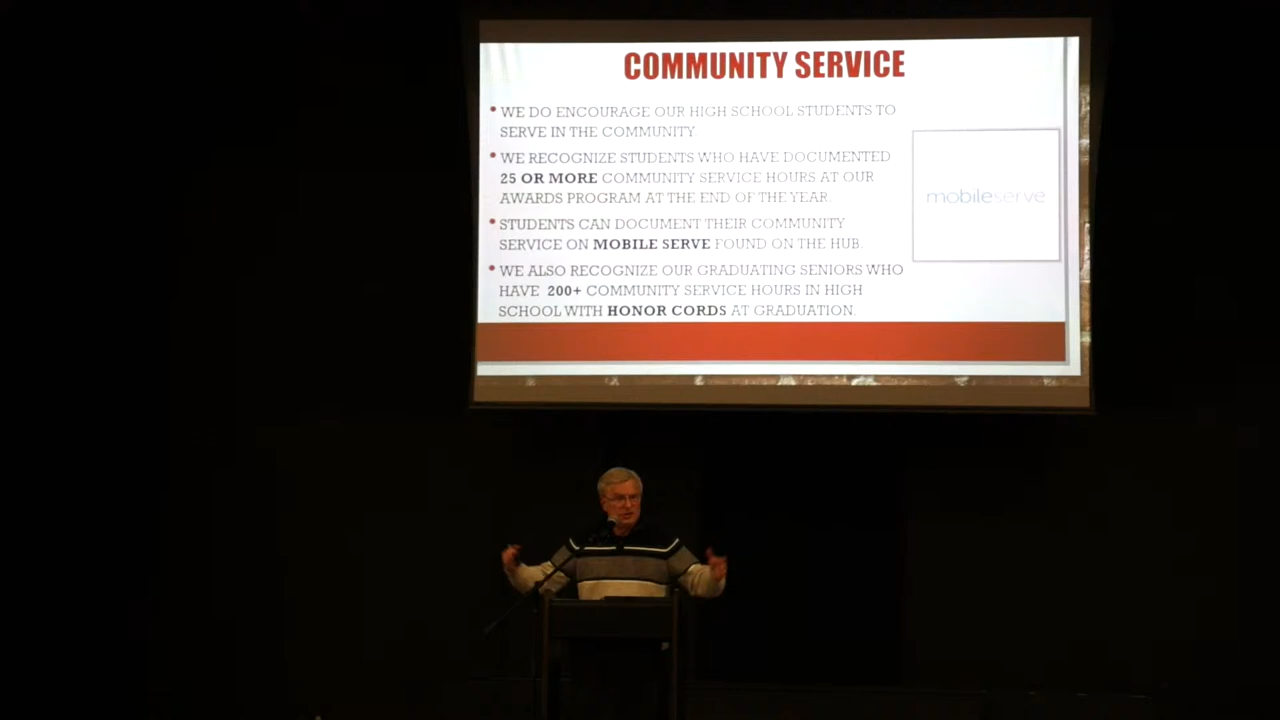 COMMUNITY SERVICE
• WE DO ENCOURAGE OUR HIGH SCHOOL STUDENTS TO
SERVE IN THE COMMUNITY.
• WE RECOGNIZE STUDENTS WHO HAVE DOCUMENTED
25 OR MORE COMMUNITY SERVICE HOURS AT OUR
AWARDS PROGRAM AT THE END OF THE YEAR.
• STUDENTS CAN DOCUMENT THEIR COMMUNITY
SERVICE ON MOBILE SERVE FOUND ON THE HUB.
• WE ALSO RECOGNIZE OUR GRADUATING SENIORS WHO
HAVE 200+ COMMUNITY SERVICE HOURS IN HIGH
SCHOOL WITH HONOR CORDS AT GRADUATION.
mobileserve